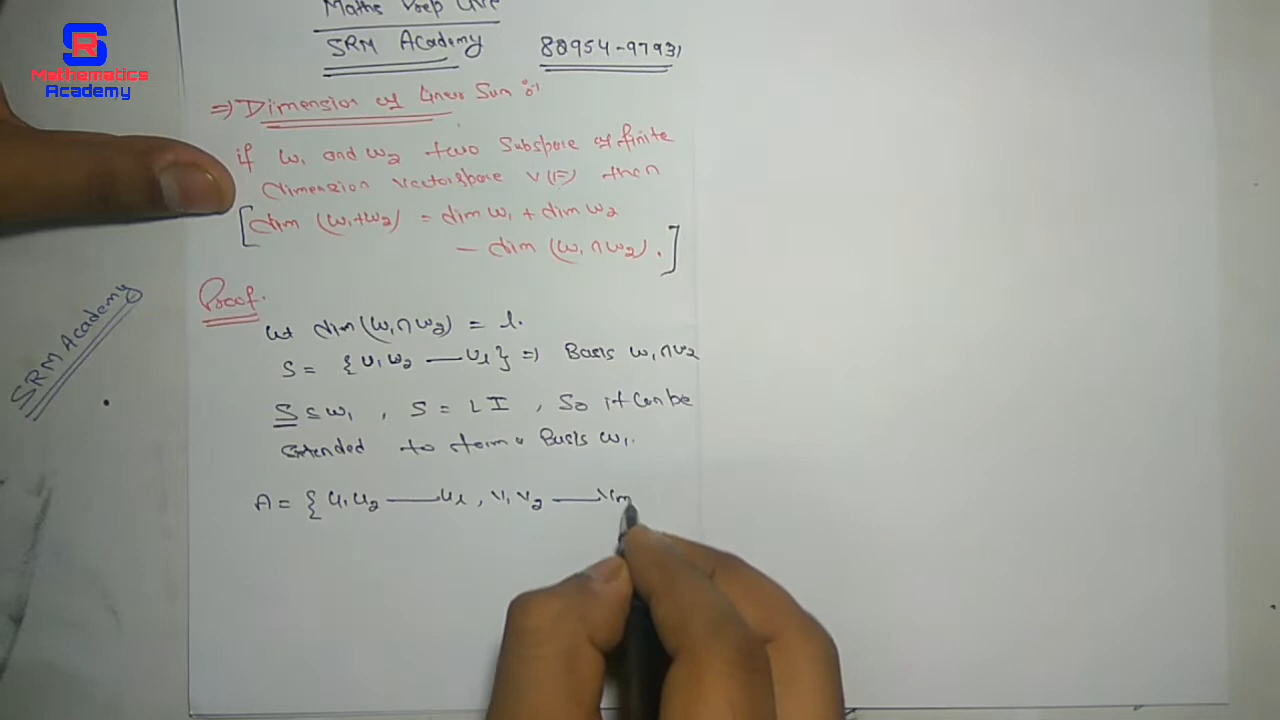 Maths Prep Live
SRM Academy 88954-97931
SR
Mathematics
Academy
=> Dimension of Linear Sum :-
if W1 and W2 two Subspace of finite
dimension Vectorspace V(F) then
[dim (W1+W2) = dim W1 + dim W2
- dim (W1 ∩ W2).]
Proof.
let dim (W1 ∩ W2) = l.
S = {u1 u2 — ul} => Basis W1 ∩ W2
S ⊆ W1, S = L I, So it can be
Extended to form a Basis W1.
A = {u1 u2 — ul, v1 v2 — vm
SRM Academy